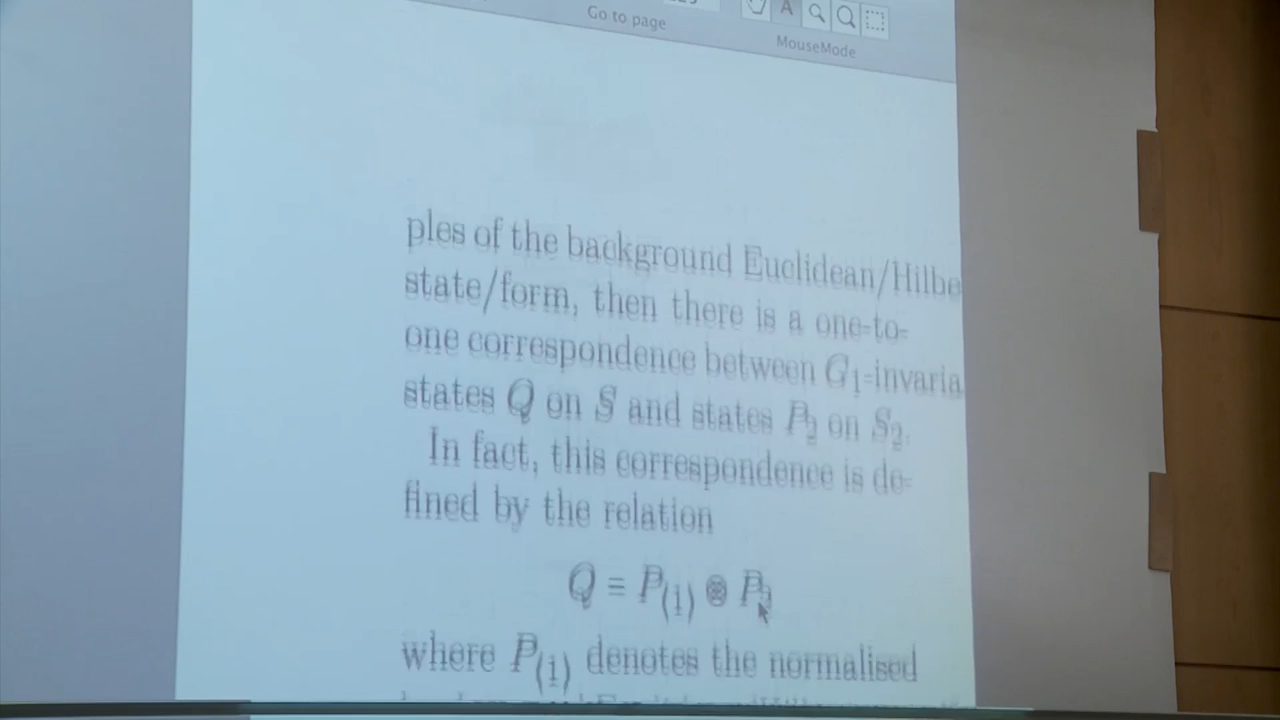 Go to page
MouseMode
ples of the background Euclidean/Hilbe
state/form, then there is a one-to-
one correspondence between G₁-invaria
states Q on S and states P₂ on S₂.
In fact, this correspondence is de-
fined by the relation
Q = P₍₁₎ ⊗ P₂
where P₍₁₎ denotes the normalised